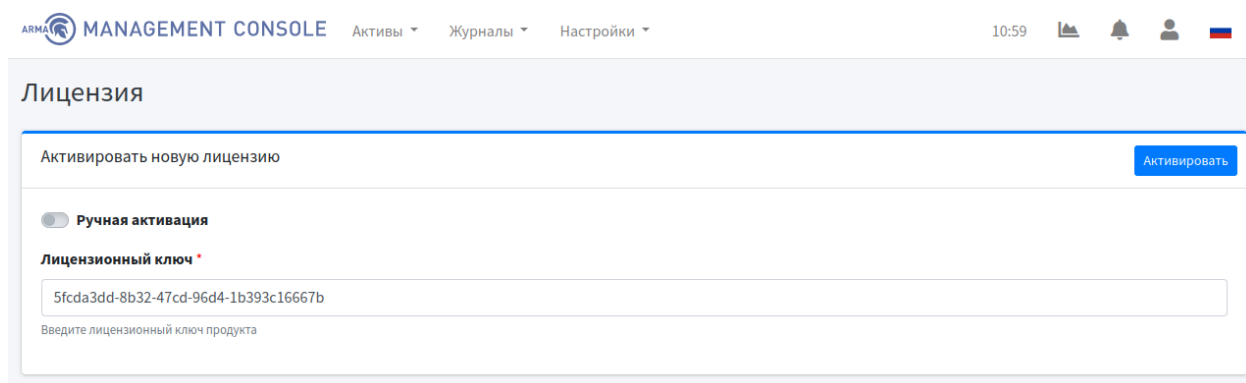 ARMA MANAGEMENT CONSOLE Активы Журналы Настройки 10:59
Лицензия
Активировать новую лицензию Активировать
Ручная активация
Лицензионный ключ *
5fcda3dd-8b32-47cd-96d4-1b393c16667b
Введите лицензионный ключ продукта